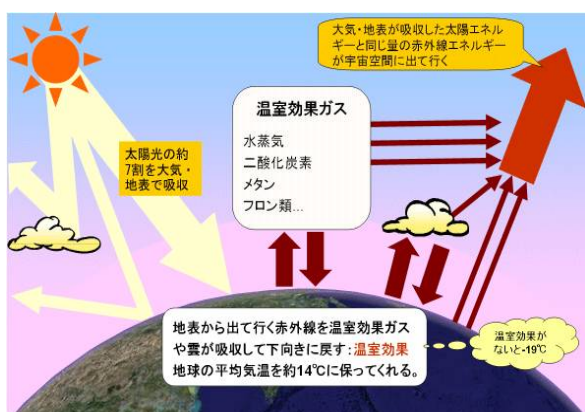 大気・地表が吸収した太陽エネル
ギーと同じ量の赤外線エネルギー
が宇宙空間に出て行く
温室効果ガス
水蒸気
二酸化炭素
メタン
フロン類…
太陽光の約
7割を大気・
地表で吸収
地表から出て行く赤外線を温室効果ガス
や雲が吸収して下向きに戻す：温室効果
地球の平均気温を約14℃に保ってくれる。
温室効果が
ないと-19℃